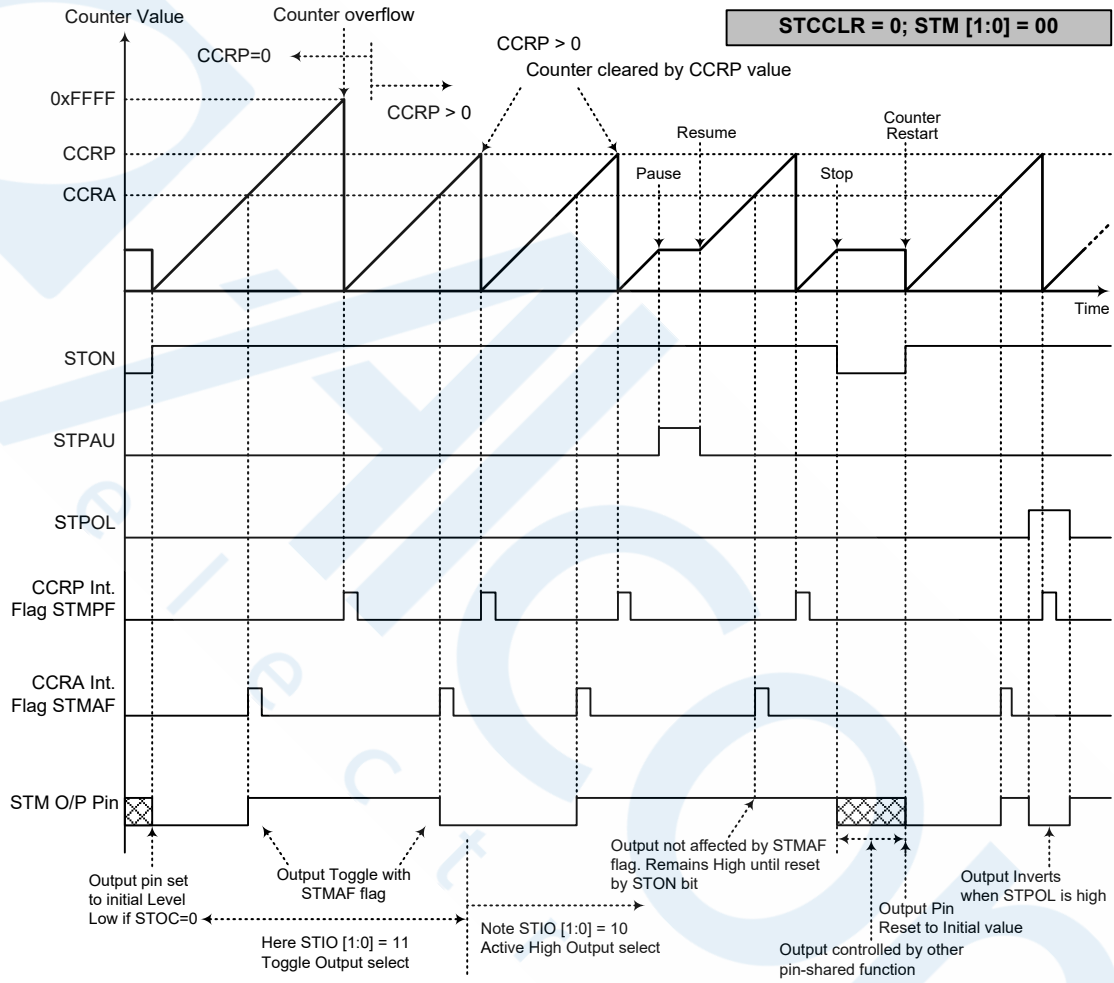 Counter Value
Counter overflow
STCCLR = 0; STM [1:0] = 00
CCRP=0
CCRP > 0
CCRP > 0
Counter cleared by CCRP value
0xFFFF
CCRP
CCRA
Pause
Resume
Stop
Counter
Restart
Time
STON
STPAU
STPOL
CCRP Int.
Flag STMPF
CCRA Int.
Flag STMAF
STM O/P Pin
Output pin set
to initial Level
Low if STOC=0
Output Toggle with
STMAF flag
Here STIO [1:0] = 11
Toggle Output select
Note STIO [1:0] = 10
Active High Output select
Output not affected by STMAF
flag. Remains High until reset
by STON bit
Output controlled by other
pin-shared function
Output Pin
Reset to Initial value
Output Inverts
when STPOL is high